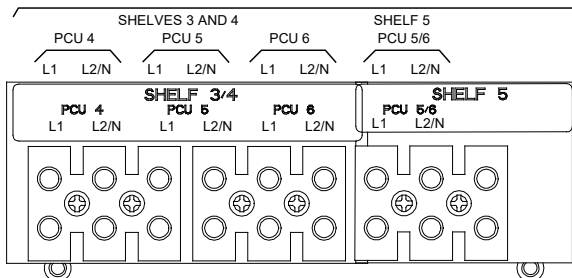 SHELVES 3 AND 4 SHELF 5
PCU 4 PCU 5 PCU 6 PCU 5/6
L1 L2/N L1 L2/N L1 L2/N L1 L2/N
SHELF 3/4 SHELF 5
PCU 4 PCU 5 PCU 6 PCU 5/6
L1 L2/N L1 L2/N L1 L2/N L1 L2/N